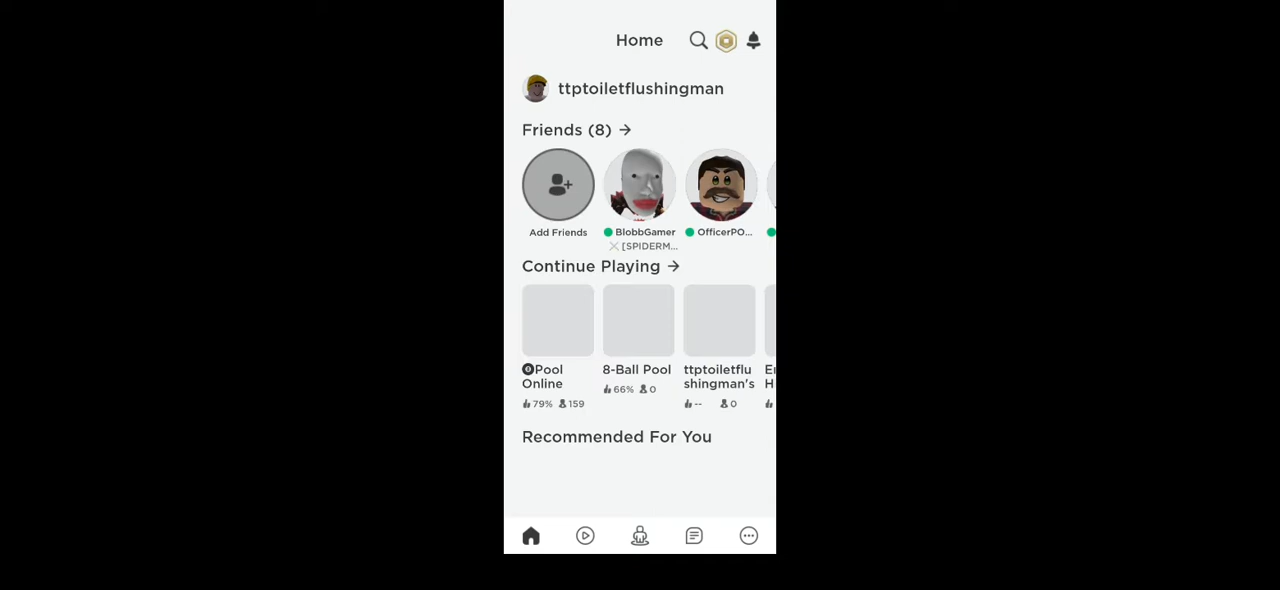 Home
ttptoiletflushingman
Friends (8) →
Add Friends
BlobbGamer
[SPIDERM...
OfficerPO...
Continue Playing →
Pool
Online
79% 159
8-Ball Pool
66% 0
ttptoiletflu
shingman's
-- 0
H
Recommended For You